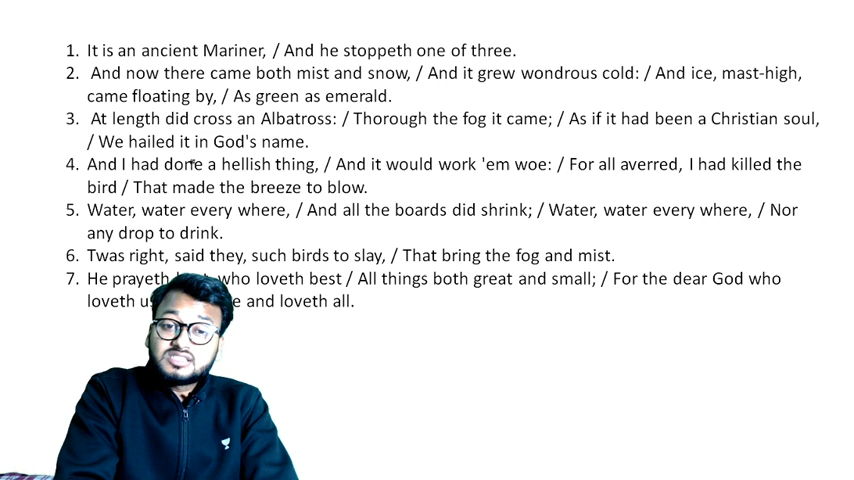 1. It is an ancient Mariner, / And he stoppeth one of three.
2. And now there came both mist and snow, / And it grew wondrous cold: / And ice, mast-high,
came floating by, / As green as emerald.
3. At length did cross an Albatross: / Thorough the fog it came; / As if it had been a Christian soul,
/ We hailed it in God's name.
4. And I had done a hellish thing, / And it would work 'em woe: / For all averred, I had killed the
bird / That made the breeze to blow.
5. Water, water every where, / And all the boards did shrink; / Water, water every where, / Nor
any drop to drink.
6. Twas right, said they, such birds to slay, / That bring the fog and mist.
7. He prayeth who loveth best / All things both great and small; / For the dear God who
loveth and loveth all.